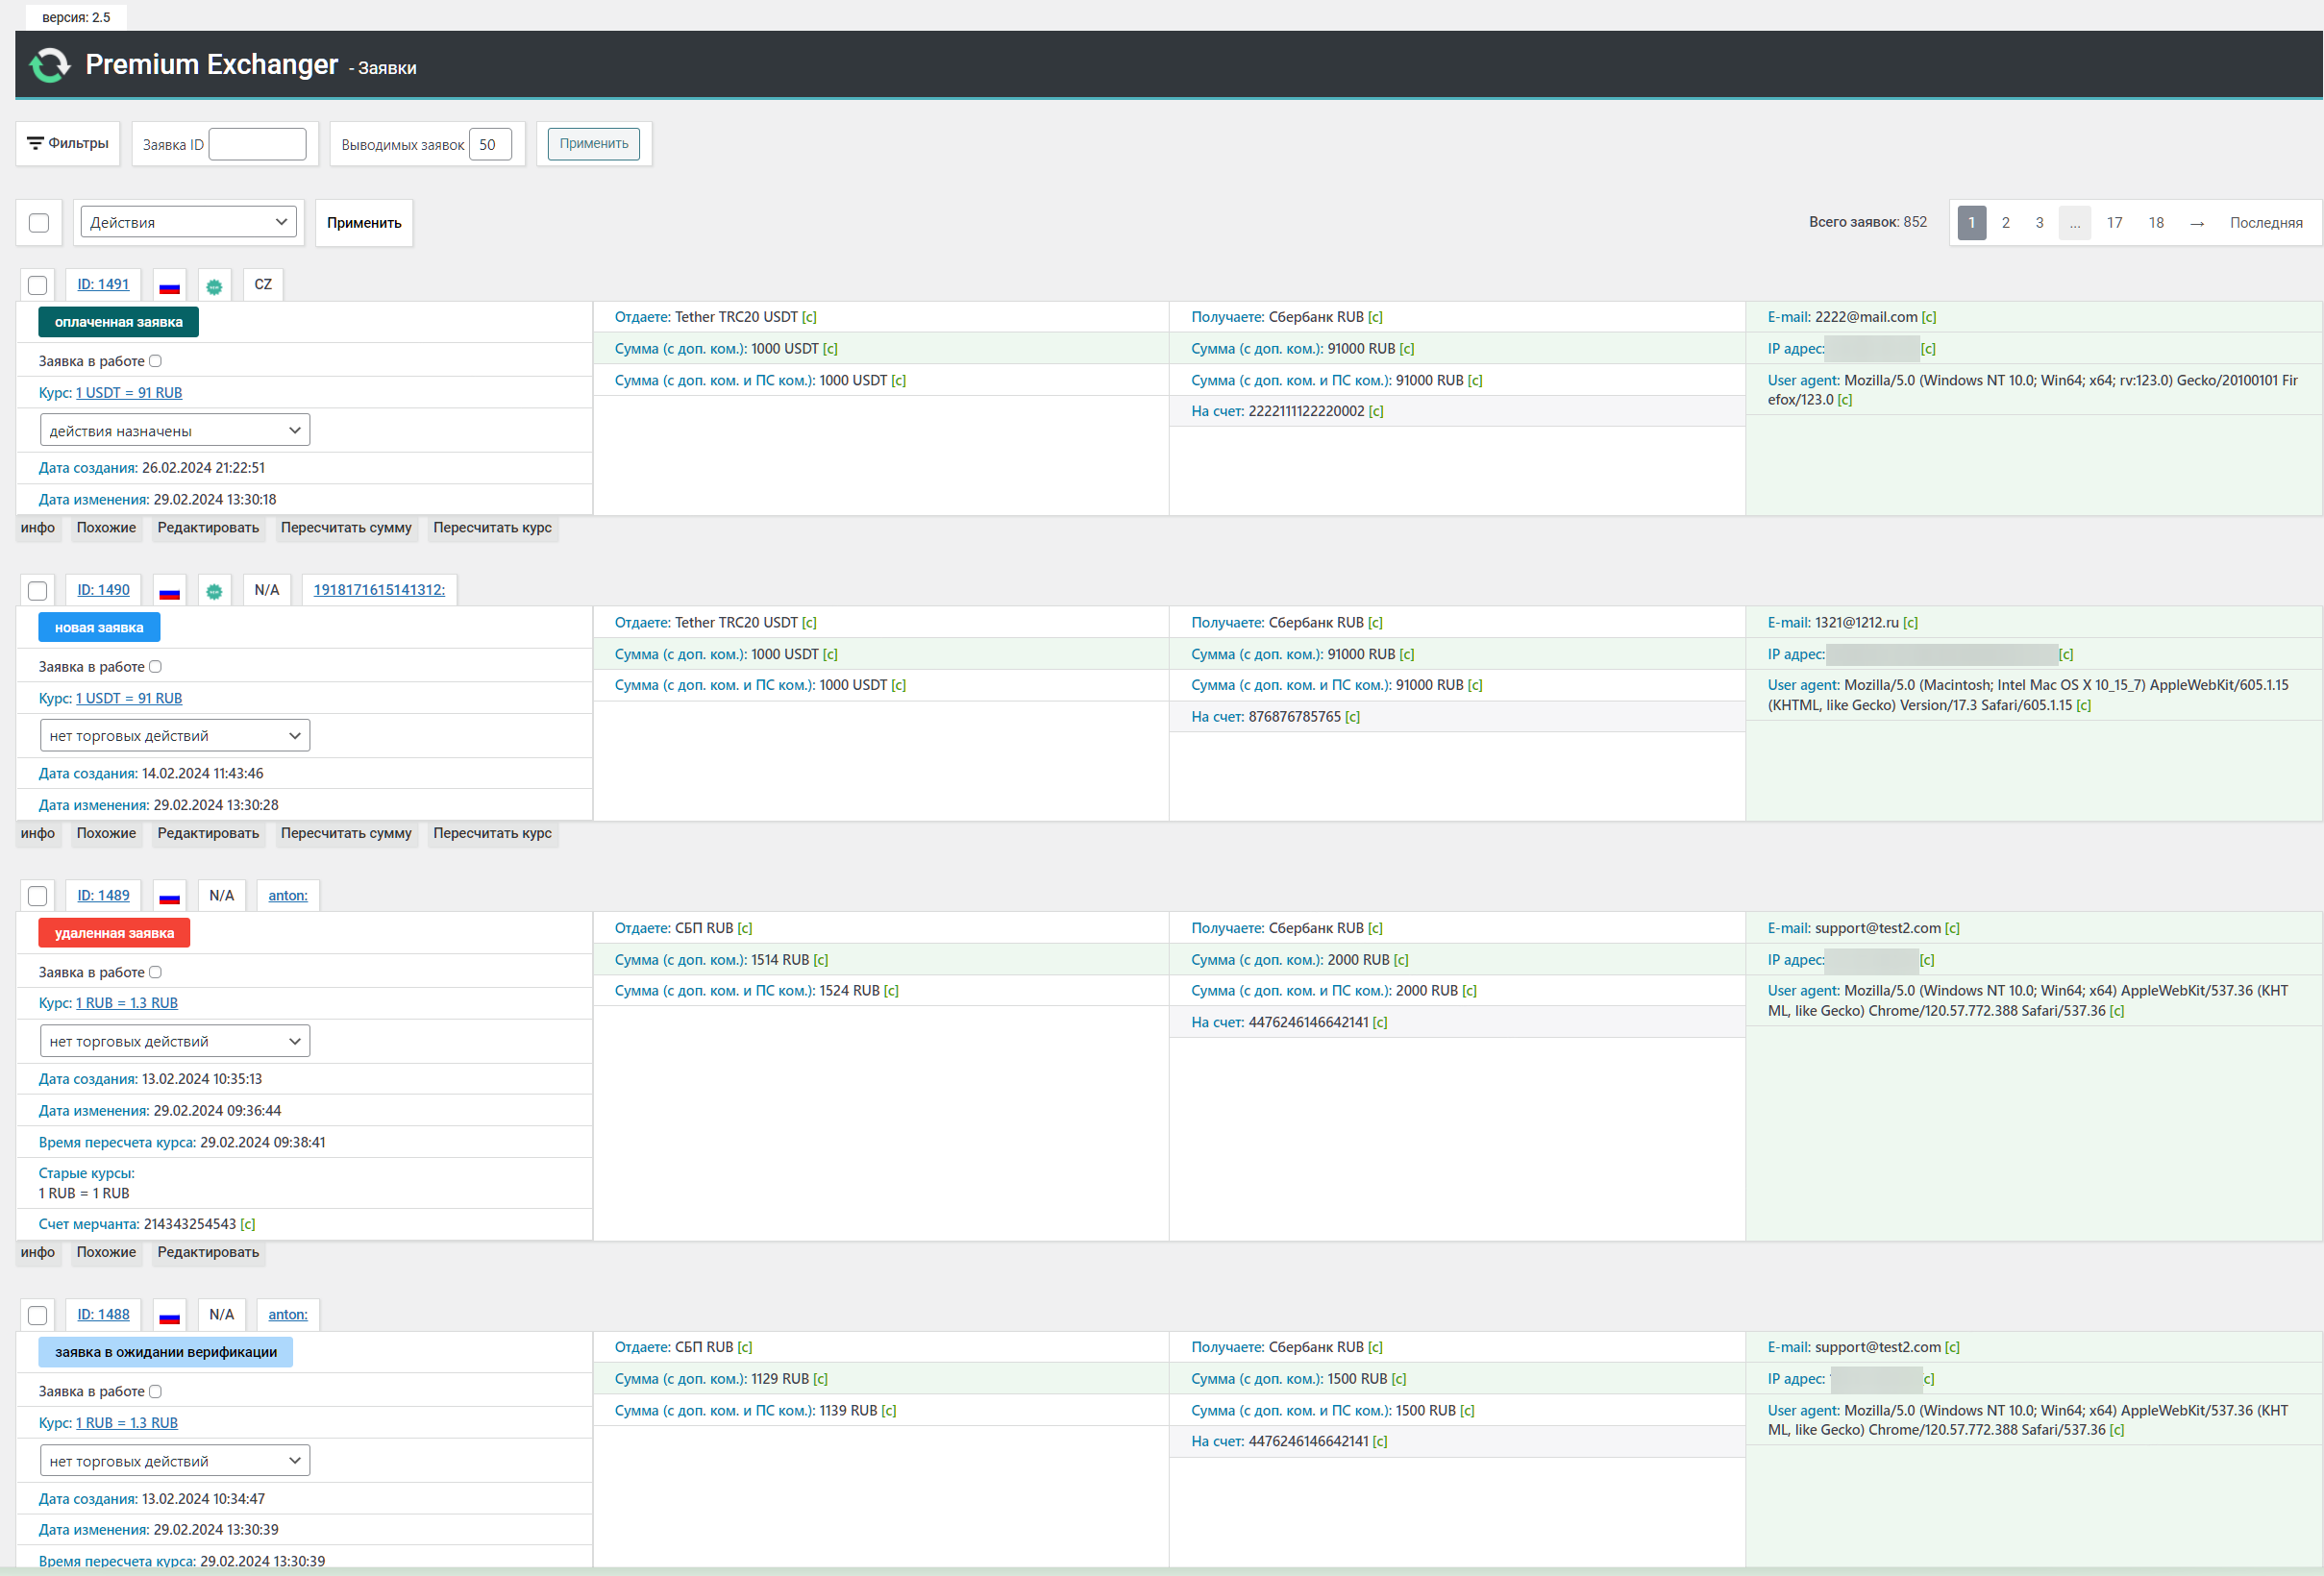 версия: 2.5
Premium Exchanger - Заявки
Фильтры Заявка ID Выводимых заявок 50 Применить
Действия Применить Всего заявок: 852 1 2 3 ... 17 18 → Последняя
ID: 1491 CZ
оплаченная заявка
Заявка в работе
Курс: 1 USDT = 91 RUB
действия назначены
Дата создания: 26.02.2024 21:22:51
Дата изменения: 29.02.2024 13:30:18
Отдаете: Tether TRC20 USDT [c]
Сумма (с доп. ком.): 1000 USDT [c]
Сумма (с доп. ком. и ПС ком.): 1000 USDT [c]
Получаете: Сбербанк RUB [c]
Сумма (с доп. ком.): 91000 RUB [c]
Сумма (с доп. ком. и ПС ком.): 91000 RUB [c]
На счет: 2222111122220002 [c]
E-mail: 2222@mail.com [c]
IP адрес: [c]
User agent: Mozilla/5.0 (Windows NT 10.0; Win64; x64; rv:123.0) Gecko/20100101 Fir
efox/123.0 [c]
инфо Похожие Редактировать Пересчитать сумму Пересчитать курс
ID: 1490 N/A 1918171615141312:
новая заявка
Заявка в работе
Курс: 1 USDT = 91 RUB
нет торговых действий
Дата создания: 14.02.2024 11:43:46
Дата изменения: 29.02.2024 13:30:28
Отдаете: Tether TRC20 USDT [c]
Сумма (с доп. ком.): 1000 USDT [c]
Сумма (с доп. ком. и ПС ком.): 1000 USDT [c]
Получаете: Сбербанк RUB [c]
Сумма (с доп. ком.): 91000 RUB [c]
Сумма (с доп. ком. и ПС ком.): 91000 RUB [c]
На счет: 876876785765 [c]
E-mail: 1321@1212.ru [c]
IP адрес: [c]
User agent: Mozilla/5.0 (Macintosh; Intel Mac OS X 10_15_7) AppleWebKit/605.1.15
(KHTML, like Gecko) Version/17.3 Safari/605.1.15 [c]
инфо Похожие Редактировать Пересчитать сумму Пересчитать курс
ID: 1489 N/A anton:
удаленная заявка
Заявка в работе
Курс: 1 RUB = 1.3 RUB
нет торговых действий
Дата создания: 13.02.2024 10:35:13
Дата изменения: 29.02.2024 09:36:44
Время пересчета курса: 29.02.2024 09:38:41
Старые курсы:
1 RUB = 1 RUB
Счет мерчанта: 214343254543 [c]
Отдаете: СБП RUB [c]
Сумма (с доп. ком.): 1514 RUB [c]
Сумма (с доп. ком. и ПС ком.): 1524 RUB [c]
Получаете: Сбербанк RUB [c]
Сумма (с доп. ком.): 2000 RUB [c]
Сумма (с доп. ком. и ПС ком.): 2000 RUB [c]
На счет: 4476246146642141 [c]
E-mail: support@test2.com [c]
IP адрес: [c]
User agent: Mozilla/5.0 (Windows NT 10.0; Win64; x64) AppleWebKit/537.36 (KHT
ML, like Gecko) Chrome/120.57.772.388 Safari/537.36 [c]
инфо Похожие Редактировать
ID: 1488 N/A anton:
заявка в ожидании верификации
Заявка в работе
Курс: 1 RUB = 1.3 RUB
нет торговых действий
Дата создания: 13.02.2024 10:34:47
Дата изменения: 29.02.2024 13:30:39
Время пересчета курса: 29.02.2024 13:30:39
Отдаете: СБП RUB [c]
Сумма (с доп. ком.): 1129 RUB [c]
Сумма (с доп. ком. и ПС ком.): 1139 RUB [c]
Получаете: Сбербанк RUB [c]
Сумма (с доп. ком.): 1500 RUB [c]
Сумма (с доп. ком. и ПС ком.): 1500 RUB [c]
На счет: 4476246146642141 [c]
E-mail: support@test2.com [c]
IP адрес: c]
User agent: Mozilla/5.0 (Windows NT 10.0; Win64; x64) AppleWebKit/537.36 (KHT
ML, like Gecko) Chrome/120.57.772.388 Safari/537.36 [c]